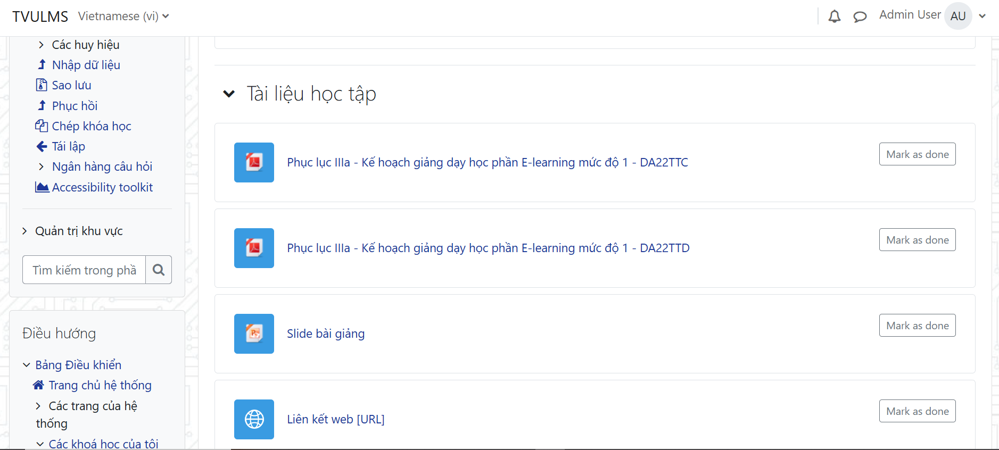 TVULMS Vietnamese (vi)
Admin User AU
Các huy hiệu
Nhập dữ liệu
Sao lưu
Phục hồi
Chép khóa học
Tái lập
Ngân hàng câu hỏi
Accessibility toolkit
Quản trị khu vực
Tìm kiếm trong phầ
Điều hướng
Bảng Điều khiển
Trang chủ hệ thống
Các trang của hệ
thống
Các khoá học của tôi
Tài liệu học tập
Phục lục IIIa - Kế hoạch giảng dạy học phần E-learning mức độ 1 - DA22TTC
Mark as done
Phục lục IIIa - Kế hoạch giảng dạy học phần E-learning mức độ 1 - DA22TTD
Mark as done
Slide bài giảng
Mark as done
Liên kết web [URL]
Mark as done